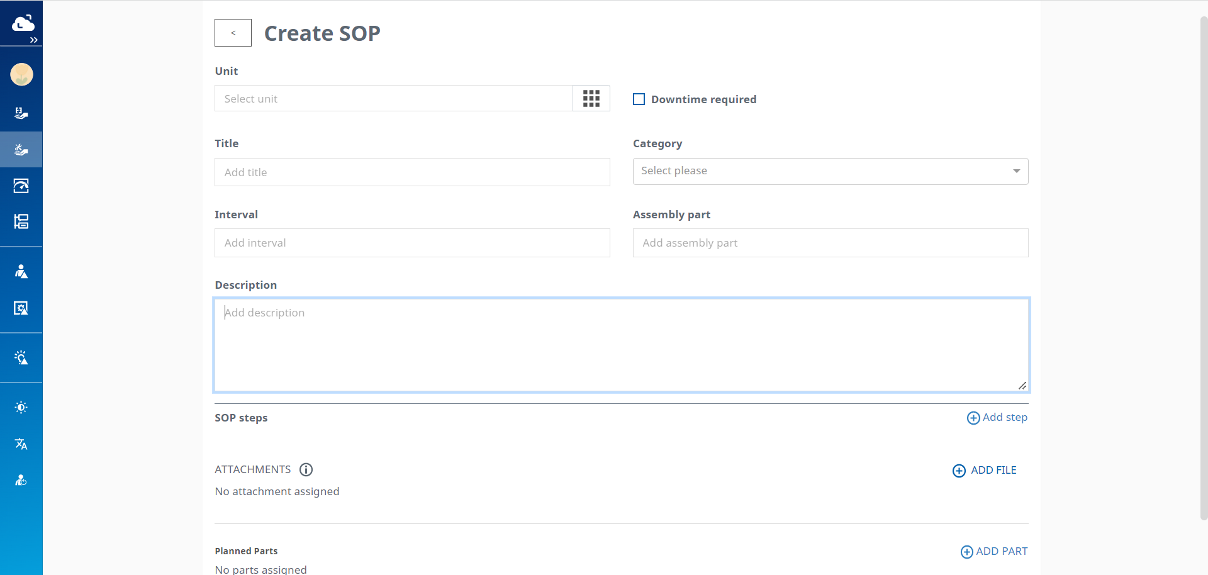 < Create SOP
Unit
Select unit
Downtime required
Title
Category
Add title
Select please
Interval
Assembly part
Add interval
Add assembly part
Description
Add description
SOP steps
Add step
ATTACHMENTS
ADD FILE
No attachment assigned
Planned Parts
ADD PART
No parts assigned